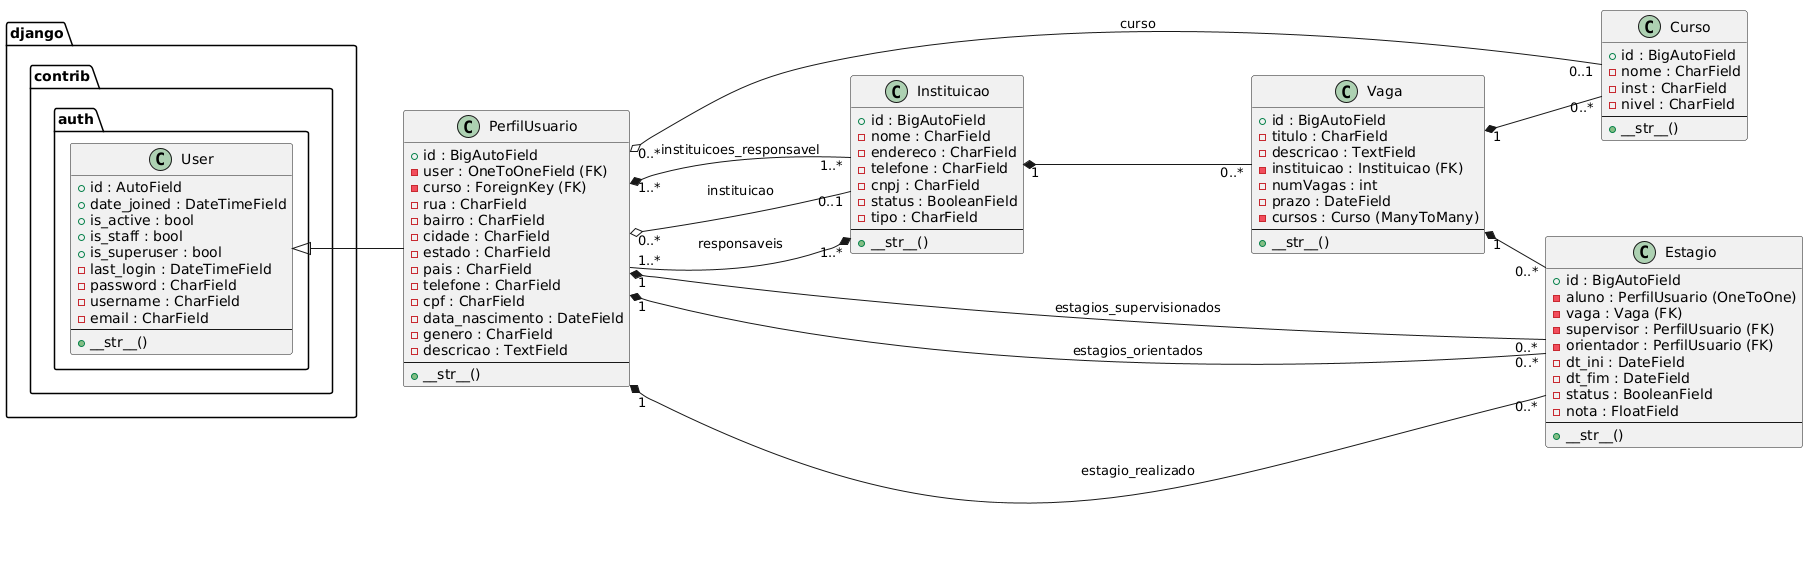 django
contrib
auth
C User
id : AutoField
date_joined : DateTimeField
is_active : bool
is_staff : bool
is_superuser : bool
last_login : DateTimeField
password : CharField
username : CharField
email : CharField
__str__()
C PerfilUsuario
id : BigAutoField
user : OneToOneField (FK)
curso : ForeignKey (FK)
rua : CharField
bairro : CharField
cidade : CharField
estado : CharField
pais : CharField
telefone : CharField
cpf : CharField
data_nascimento : DateField
genero : CharField
descricao : TextField
__str__()
curso
0..*
0..1
instituicoes_responsavel
1..*
1..*
instituicao
0..*
0..1
responsaveis
1..*
1..*
estagios_supervisionados
1
0..*
estagios_orientados
1
0..*
estagio_realizado
1
0..*
C Instituicao
id : BigAutoField
nome : CharField
endereco : CharField
telefone : CharField
cnpj : CharField
status : BooleanField
tipo : CharField
__str__()
1
0..*
C Vaga
id : BigAutoField
titulo : CharField
descricao : TextField
instituicao : Instituicao (FK)
numVagas : int
prazo : DateField
cursos : Curso (ManyToMany)
__str__()
1
0..*
1
0..*
C Curso
id : BigAutoField
nome : CharField
inst : CharField
nivel : CharField
__str__()
C Estagio
id : BigAutoField
aluno : PerfilUsuario (OneToOne)
vaga : Vaga (FK)
supervisor : PerfilUsuario (FK)
orientador : PerfilUsuario (FK)
dt_ini : DateField
dt_fim : DateField
status : BooleanField
nota : FloatField
__str__()